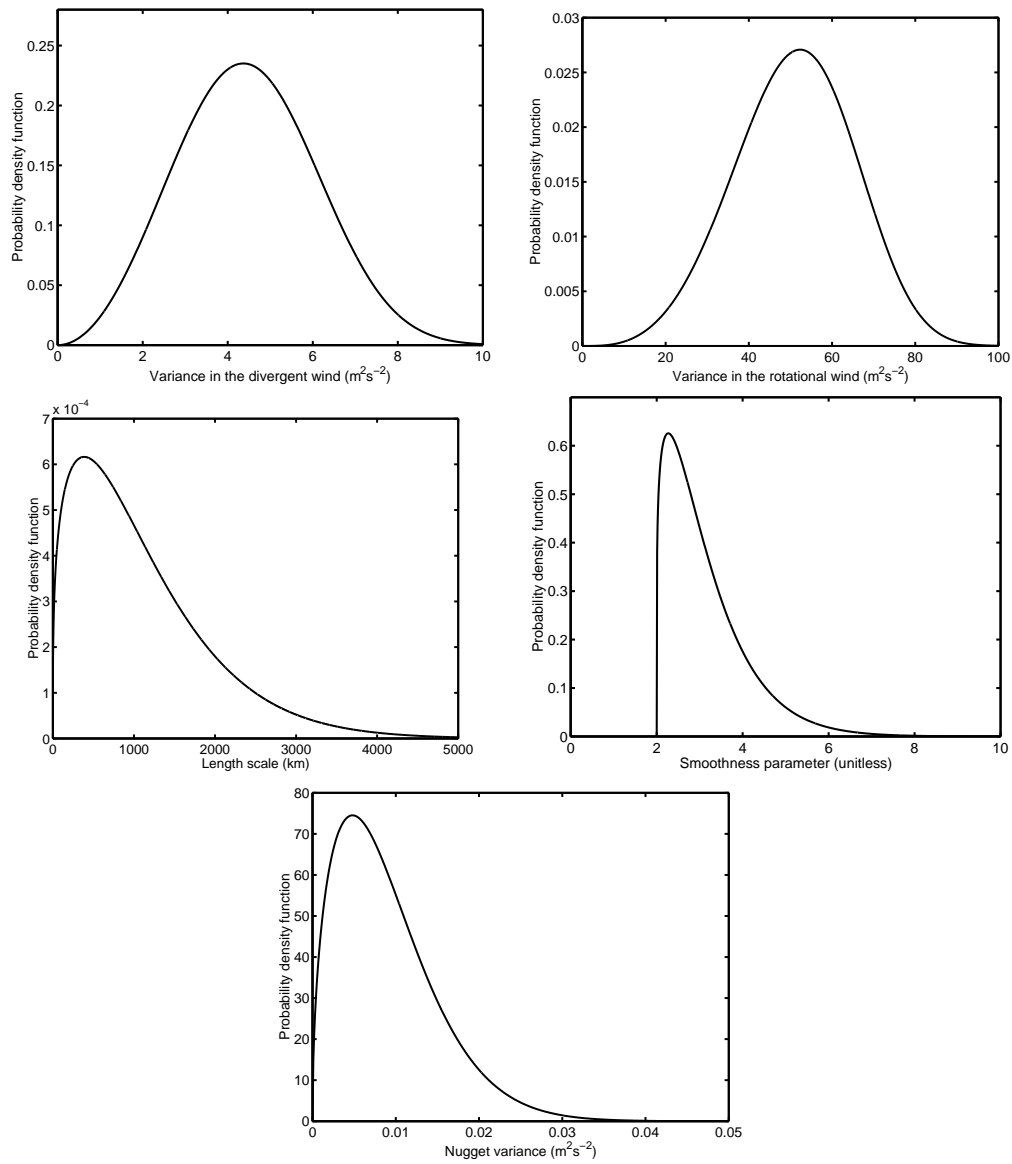 0.25
0.2
0.15
0.1
0.05
0
Probability density function
0 2 4 6 8 10
Variance in the divergent wind (m²s⁻²)
0.03
0.025
0.02
0.015
0.01
0.005
0
Probability density function
0 20 40 60 80 100
Variance in the rotational wind (m²s⁻²)
x 10⁻⁴
7
6
5
4
3
2
1
0
Probability density function
0 1000 2000 3000 4000 5000
Length scale (km)
0.6
0.5
0.4
0.3
0.2
0.1
0
Probability density function
0 2 4 6 8 10
Smoothness parameter (unitless)
80
70
60
50
40
30
20
10
0
Probability density function
0 0.01 0.02 0.03 0.04 0.05
Nugget variance (m²s⁻²)